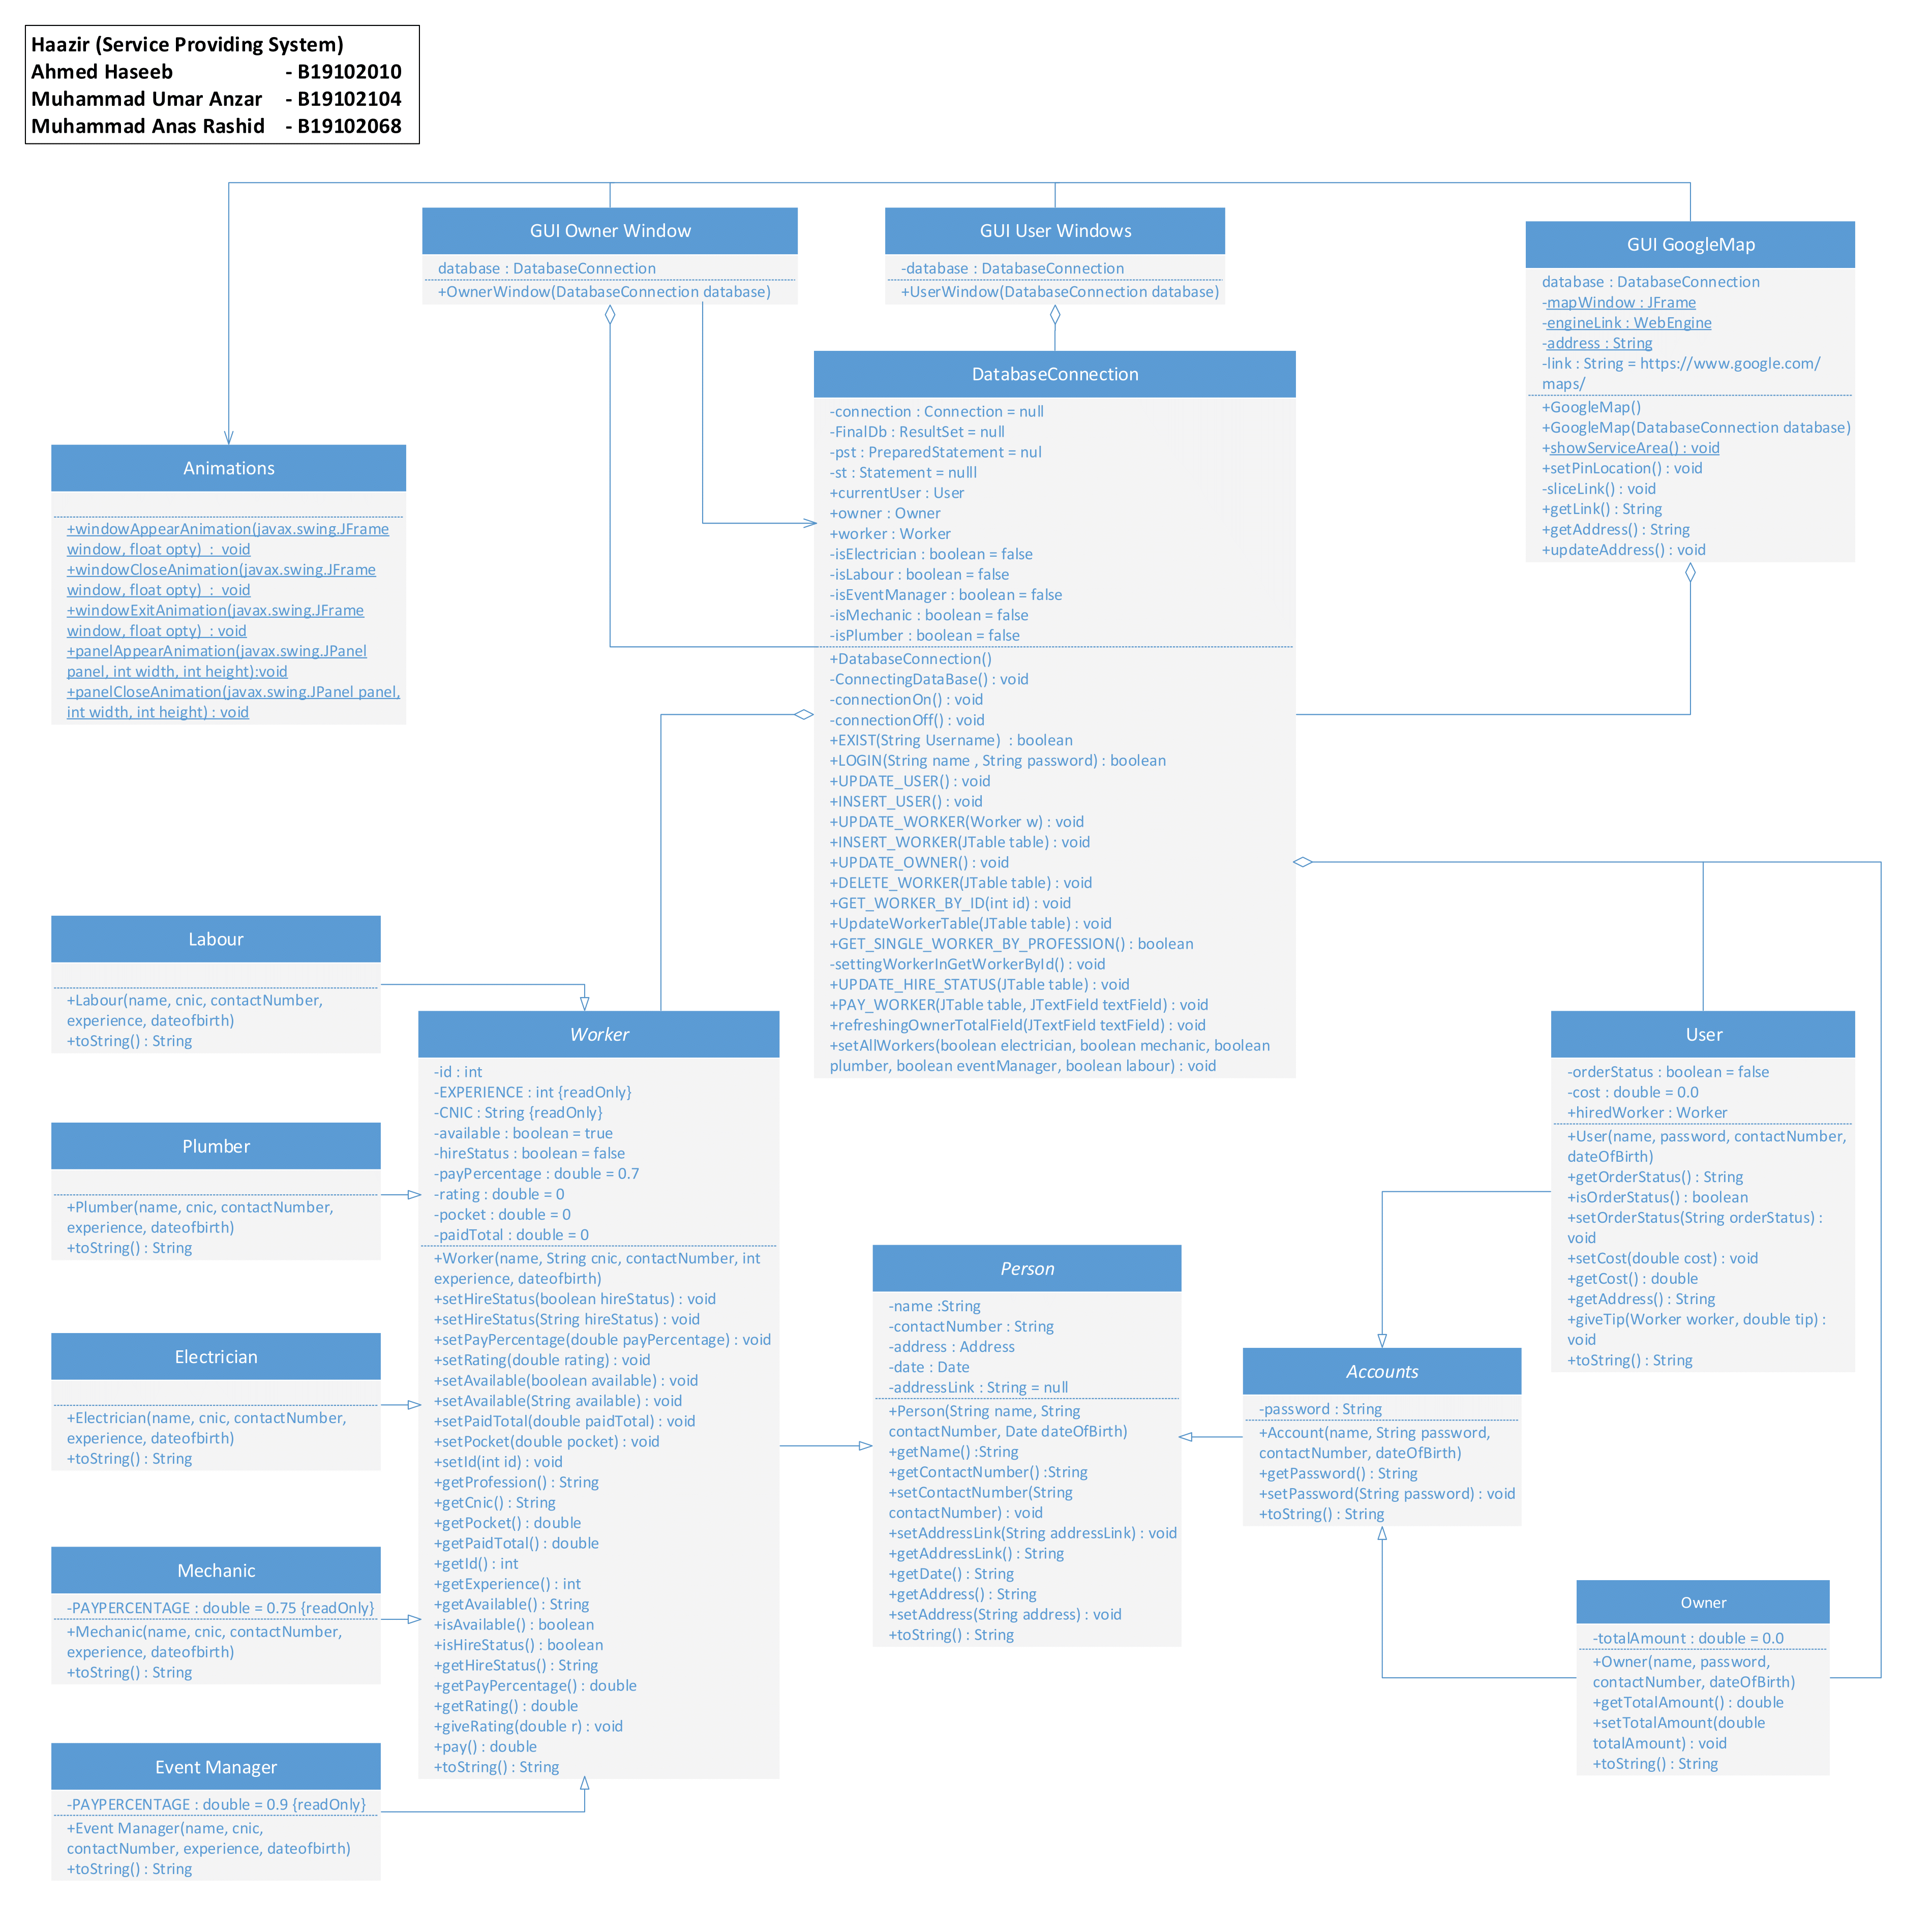 Haazir (Service Providing System)
Ahmed Haseeb - B19102010
Muhammad Umar Anzar - B19102104
Muhammad Anas Rashid - B19102068
GUI Owner Window
database : DatabaseConnection
+OwnerWindow(DatabaseConnection database)
GUI User Windows
-database : DatabaseConnection
+UserWindow(DatabaseConnection database)
GUI GoogleMap
database : DatabaseConnection
-mapWindow : JFrame
-engineLink : WebEngine
-address : String
-link : String = https://www.google.com/
maps/
+GoogleMap()
+GoogleMap(DatabaseConnection database)
+showServiceArea() : void
+setPinLocation() : void
-sliceLink() : void
+getLink() : String
+getAddress() : String
+updateAddress() : void
DatabaseConnection
-connection : Connection = null
-FinalDb : ResultSet = null
-pst : PreparedStatement = nul
-st : Statement = nulll
+currentUser : User
+owner : Owner
+worker : Worker
-isElectrician : boolean = false
-isLabour : boolean = false
-isEventManager : boolean = false
-isMechanic : boolean = false
-isPlumber : boolean = false
+DatabaseConnection()
-ConnectingDataBase() : void
-connectionOn() : void
-connectionOff() : void
+EXIST(String Username)  : boolean
+LOGIN(String name , String password) : boolean
+UPDATE_USER() : void
+INSERT_USER() : void
+UPDATE_WORKER(Worker w) : void
+INSERT_WORKER(JTable table) : void
+UPDATE_OWNER() : void
+DELETE_WORKER(JTable table) : void
+GET_WORKER_BY_ID(int id) : void
+UpdateWorkerTable(JTable table) : void
+GET_SINGLE_WORKER_BY_PROFESSION() : boolean
-settingWorkerInGetWorkerById() : void
+UPDATE_HIRE_STATUS(JTable table) : void
+PAY_WORKER(JTable table, JTextField textField) : void
+refreshingOwnerTotalField(JTextField textField) : void
+setAllWorkers(boolean electrician, boolean mechanic, boolean
plumber, boolean eventManager, boolean labour) : void
Animations
+windowAppearAnimation(javax.swing.JFrame
window, float opty)  :  void
+windowCloseAnimation(javax.swing.JFrame
window, float opty)  :  void
+windowExitAnimation(javax.swing.JFrame
window, float opty)  : void
+panelAppearAnimation(javax.swing.JPanel
panel, int width, int height):void
+panelCloseAnimation(javax.swing.JPanel panel,
int width, int height) : void
Labour
+Labour(name, cnic, contactNumber,
experience, dateofbirth)
+toString() : String
Plumber
+Plumber(name, cnic, contactNumber,
experience, dateofbirth)
+toString() : String
Electrician
+Electrician(name, cnic, contactNumber,
experience, dateofbirth)
+toString() : String
Mechanic
-PAYPERCENTAGE : double = 0.75 {readOnly}
+Mechanic(name, cnic, contactNumber,
experience, dateofbirth)
+toString() : String
Event Manager
-PAYPERCENTAGE : double = 0.9 {readOnly}
+Event Manager(name, cnic,
contactNumber, experience, dateofbirth)
+toString() : String
Worker
-id : int
-EXPERIENCE : int {readOnly}
-CNIC : String {readOnly}
-available : boolean = true
-hireStatus : boolean = false
-payPercentage : double = 0.7
-rating : double = 0
-pocket : double = 0
-paidTotal : double = 0
+Worker(name, String cnic, contactNumber, int
experience, dateofbirth)
+setHireStatus(boolean hireStatus) : void
+setHireStatus(String hireStatus) : void
+setPayPercentage(double payPercentage) : void
+setRating(double rating) : void
+setAvailable(boolean available) : void
+setAvailable(String available) : void
+setPaidTotal(double paidTotal) : void
+setPocket(double pocket) : void
+setId(int id) : void
+getProfession() : String
+getCnic() : String
+getPocket() : double
+getPaidTotal() : double
+getId() : int
+getExperience() : int
+getAvailable() : String
+isAvailable() : boolean
+isHireStatus() : boolean
+getHireStatus() : String
+getPayPercentage() : double
+getRating() : double
+giveRating(double r) : void
+pay() : double
+toString() : String
Person
-name :String
-contactNumber : String
-address : Address
-date : Date
-addressLink : String = null
+Person(String name, String
contactNumber, Date dateOfBirth)
+getName() :String
+getContactNumber() :String
+setContactNumber(String
contactNumber) : void
+setAddressLink(String addressLink) : void
+getAddressLink() : String
+getDate() : String
+getAddress() : String
+setAddress(String address) : void
+toString() : String
Accounts
-password : String
+Account(name, String password,
contactNumber, dateOfBirth)
+getPassword() : String
+setPassword(String password) : void
+toString() : String
User
-orderStatus : boolean = false
-cost : double = 0.0
+hiredWorker : Worker
+User(name, password, contactNumber,
dateOfBirth)
+getOrderStatus() : String
+isOrderStatus() : boolean
+setOrderStatus(String orderStatus) :
void
+setCost(double cost) : void
+getCost() : double
+getAddress() : String
+giveTip(Worker worker, double tip) :
void
+toString() : String
Owner
-totalAmount : double = 0.0
+Owner(name, password,
contactNumber, dateOfBirth)
+getTotalAmount() : double
+setTotalAmount(double
totalAmount) : void
+toString() : String